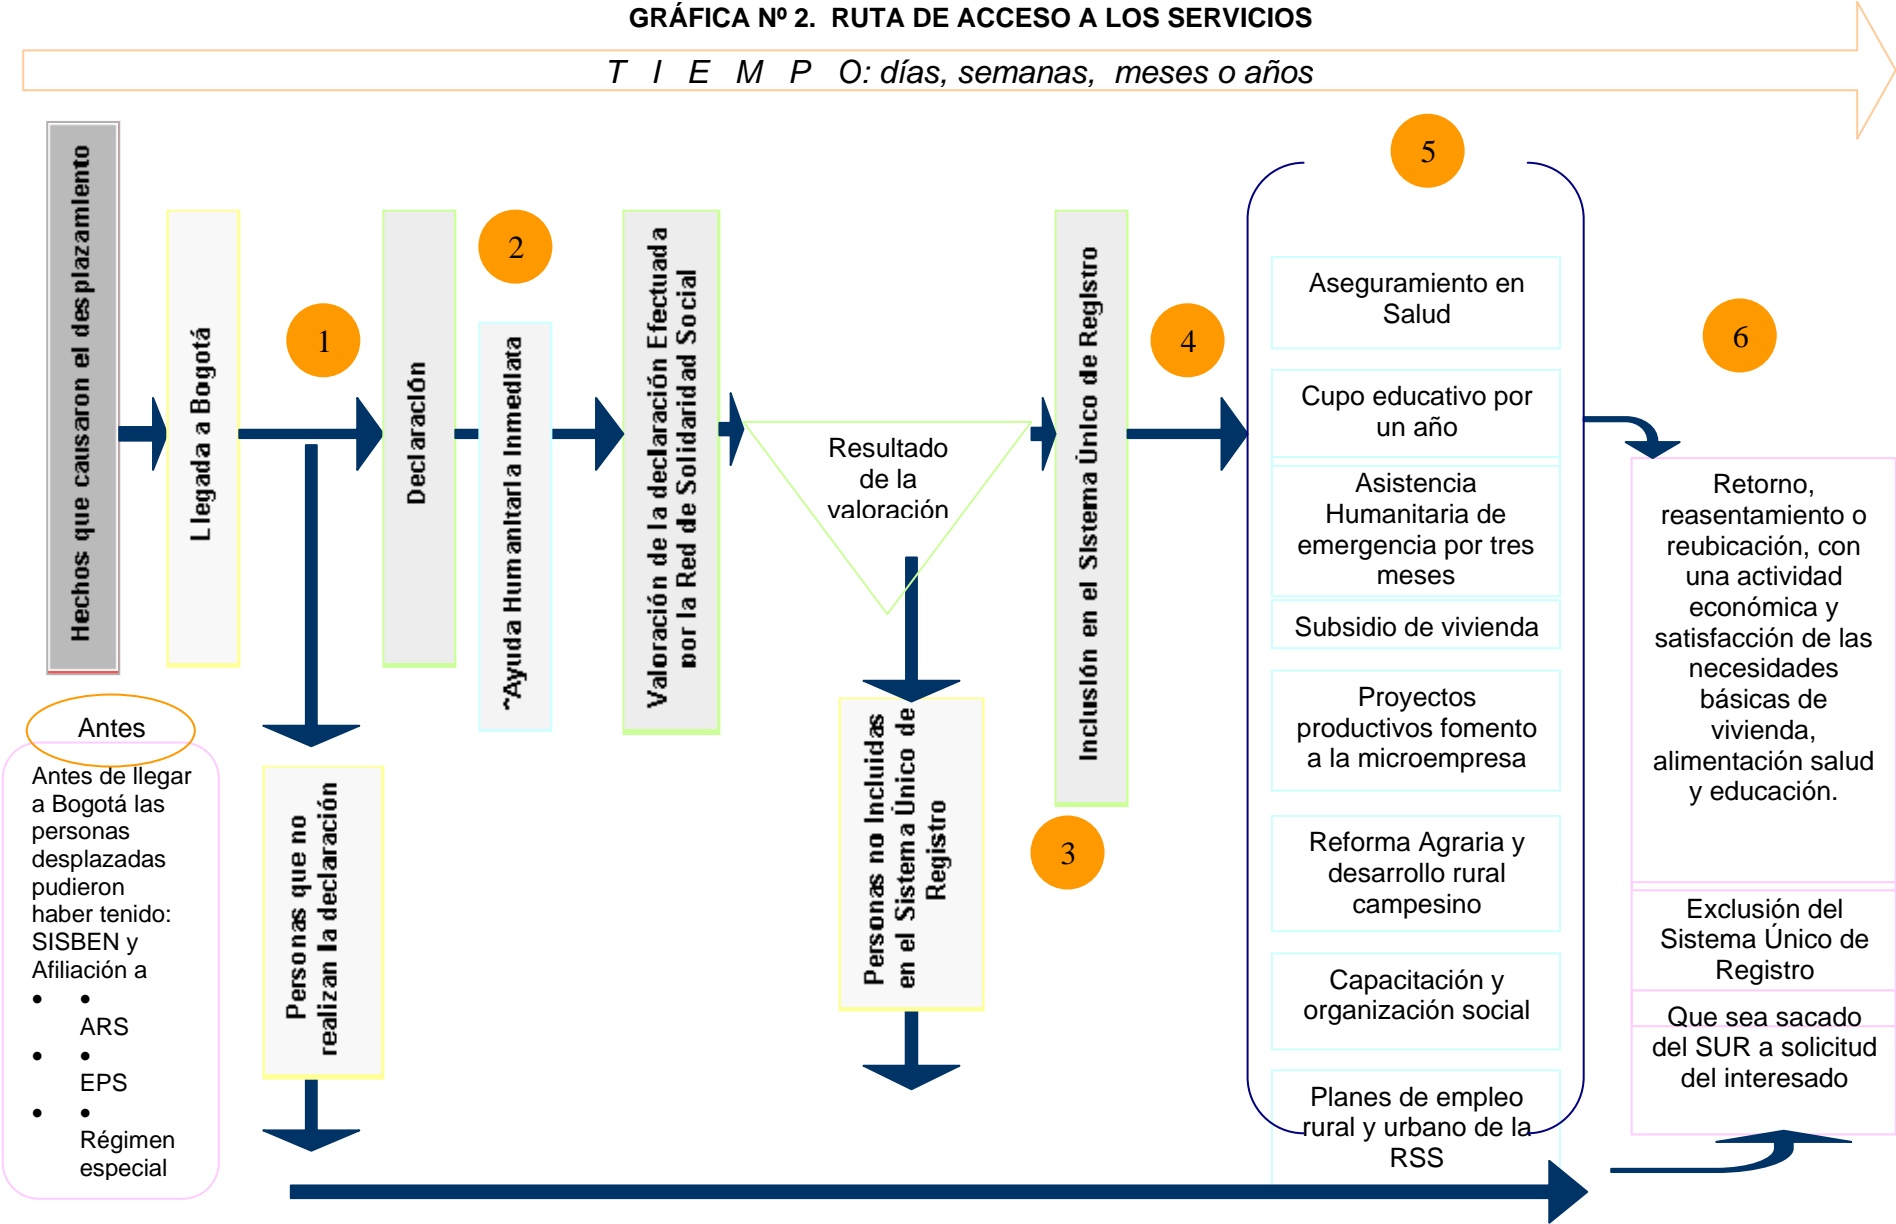 GRÁFICA Nº 2. RUTA DE ACCESO A LOS SERVICIOS
T I E M P O: días, semanas, meses o años
Hechos que causaron el desplazamiento
Llegada a Bogotá
1
Declaración
2
~Ayuda Humanitaria Inmediata
Valoración de la declaración Efectuada
por la Red de Solidaridad Social
Resultado
de la
valoración
Inclusión en el Sistema Único de Registro
4
5
Aseguramiento en
Salud
Cupo educativo por
un año
Asistencia
Humanitaria de
emergencia por tres
meses
Subsidio de vivienda
Proyectos
productivos fomento
a la microempresa
Reforma Agraria y
desarrollo rural
campesino
Capacitación y
organización social
Planes de empleo
rural y urbano de la
RSS
6
Retorno,
reasentamiento o
reubicación, con
una actividad
económica y
satisfacción de las
necesidades
básicas de
vivienda,
alimentación salud
y educación.
Exclusión del
Sistema Único de
Registro
Que sea sacado
del SUR a solicitud
del interesado
Antes
Antes de llegar
a Bogotá las
personas
desplazadas
pudieron
haber tenido:
SISBEN y
Afiliación a
• •
ARS
• •
EPS
• •
Régimen
especial
Personas que no
realizan la declaración
Personas no Incluidas
en el Sistema Único de
Registro
3